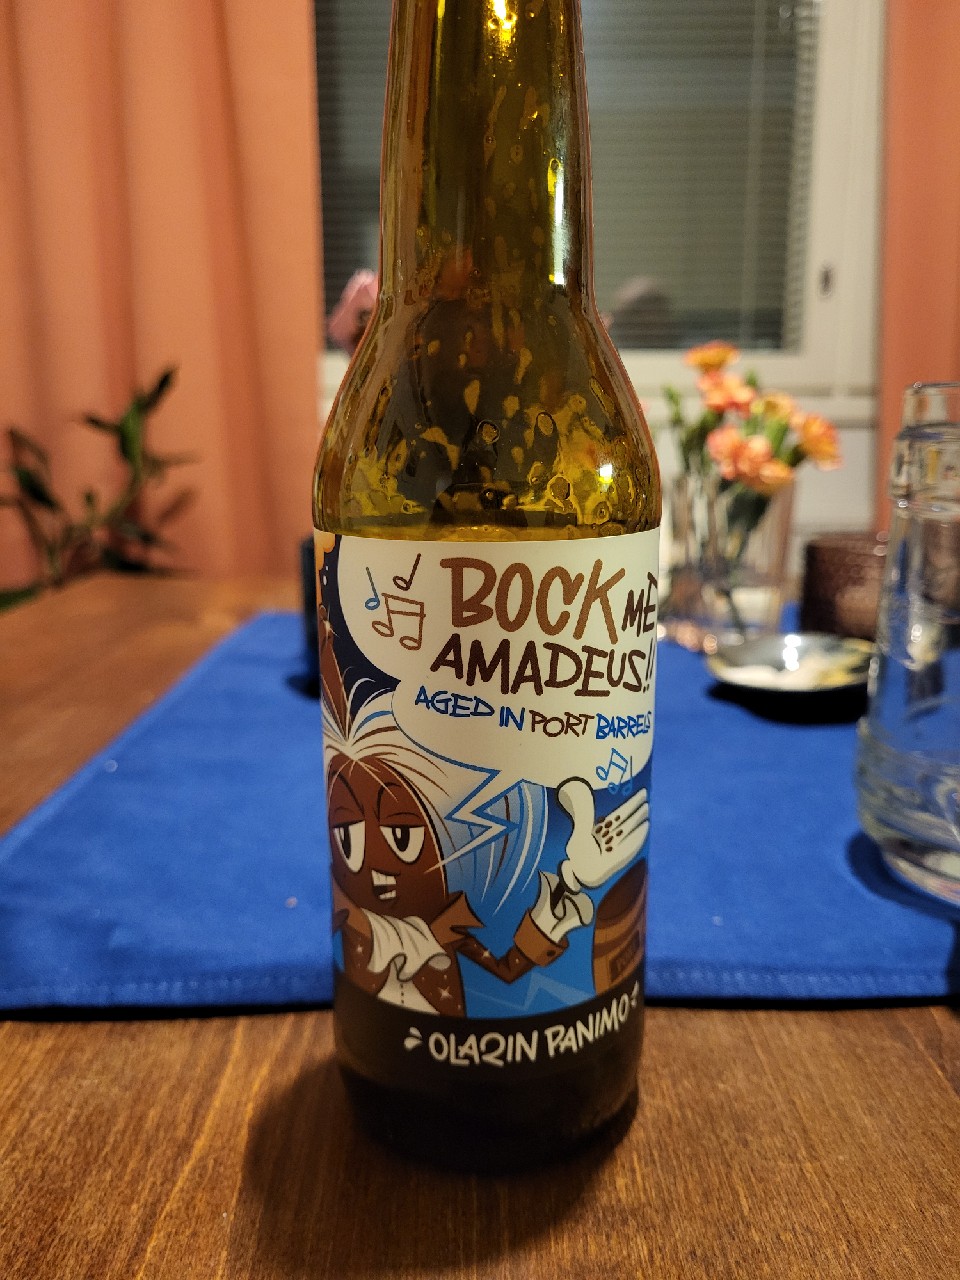 BOCK ME
AMADEUS!!
AGED IN PORT BARRELS
OLARIN PANIMO